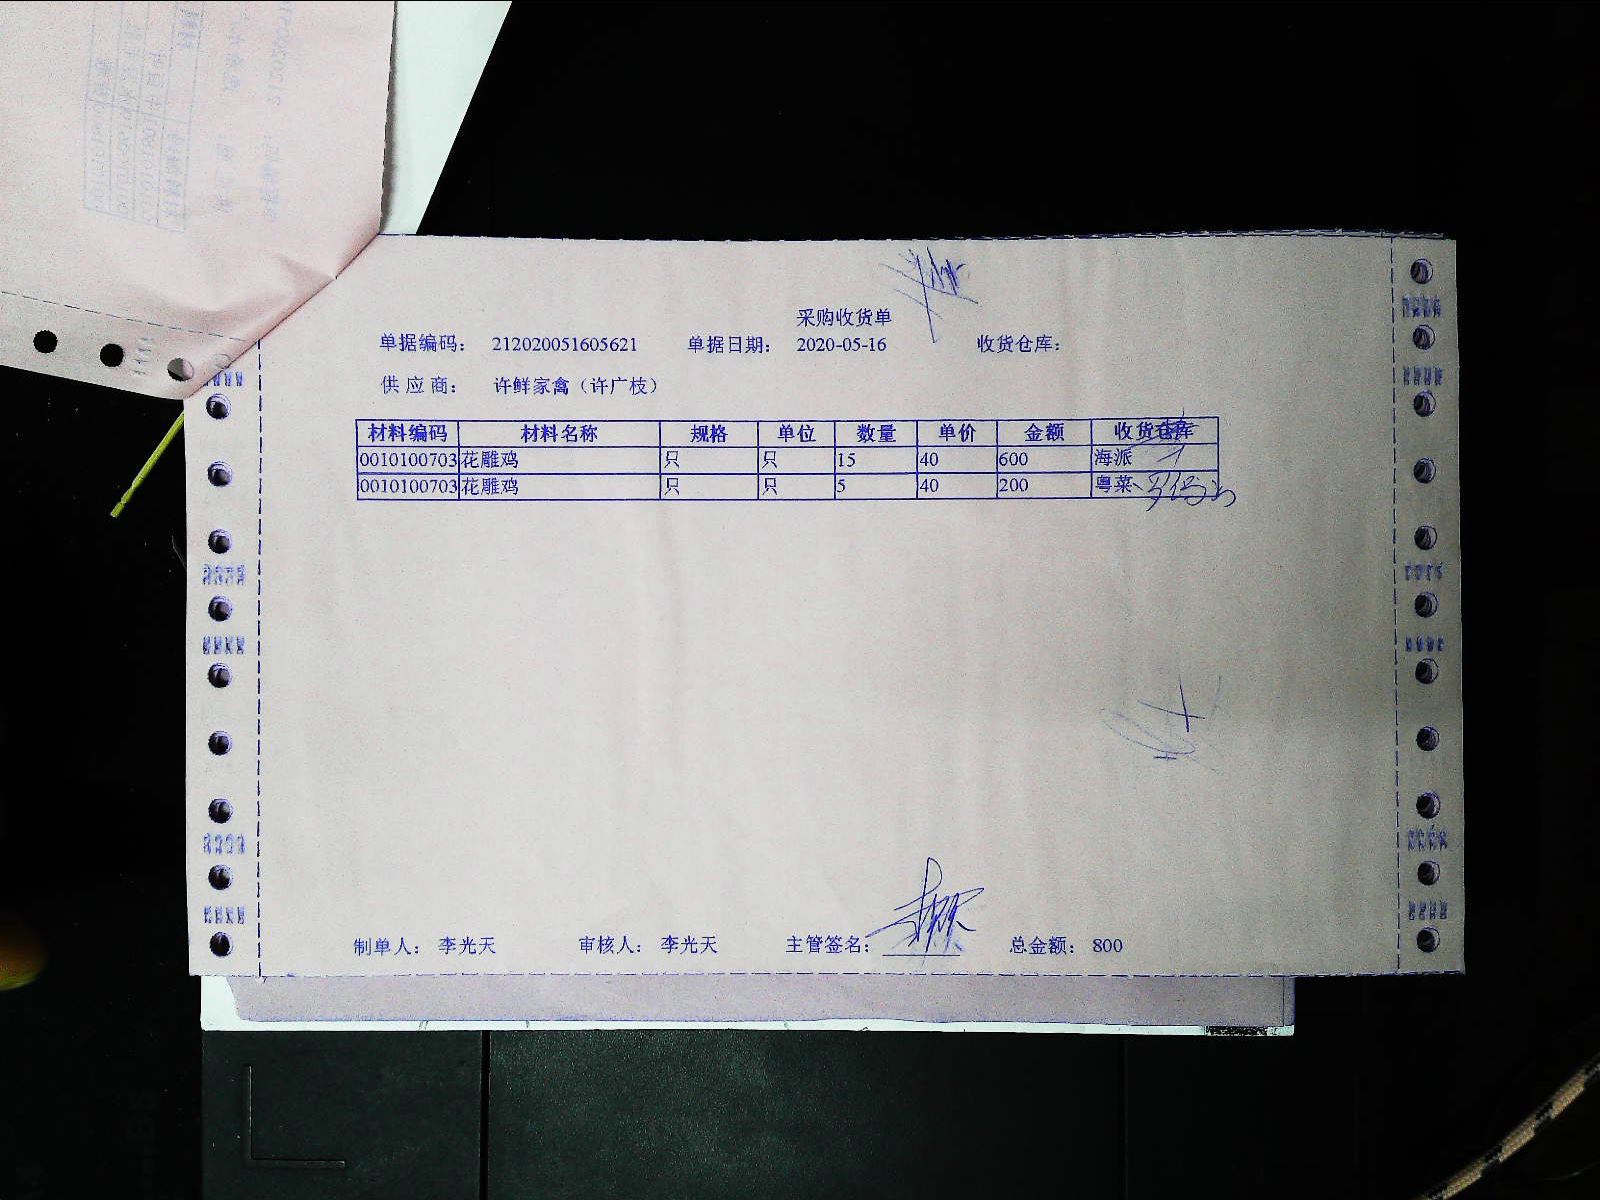 采购收货单
单据编码： 212020051605621 单据日期： 2020-05-16 收货仓库：
供应商： 许鲜家禽（许广枝）
材料编码 材料名称 规格 单位 数量 单价 金额 收货仓库
0010100703 花雕鸡 只 只 15 40 600 海派
0010100703 花雕鸡 只 只 5 40 200 粤菜
制单人： 李光天 审核人： 李光天 主管签名： 总金额： 800